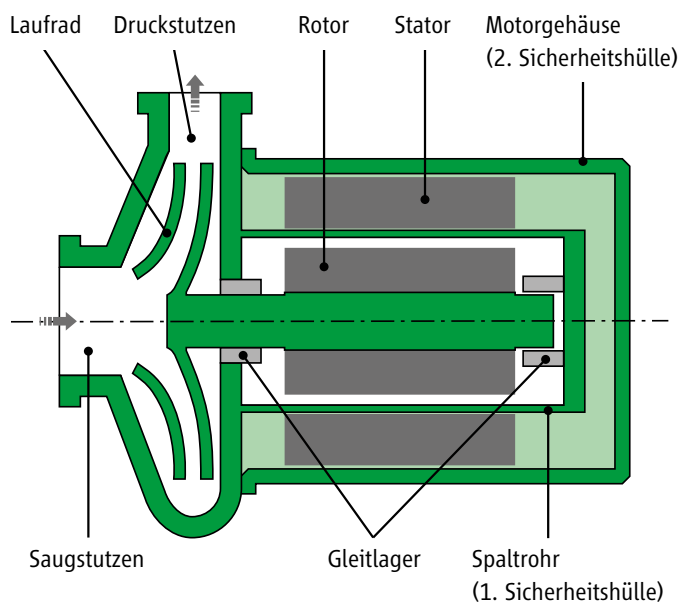 Laufrad
Druckstutzen
Rotor
Stator
Motorgehäuse
(2. Sicherheitshülle)
Saugstutzen
Gleitlager
Spaltrohr
(1. Sicherheitshülle)